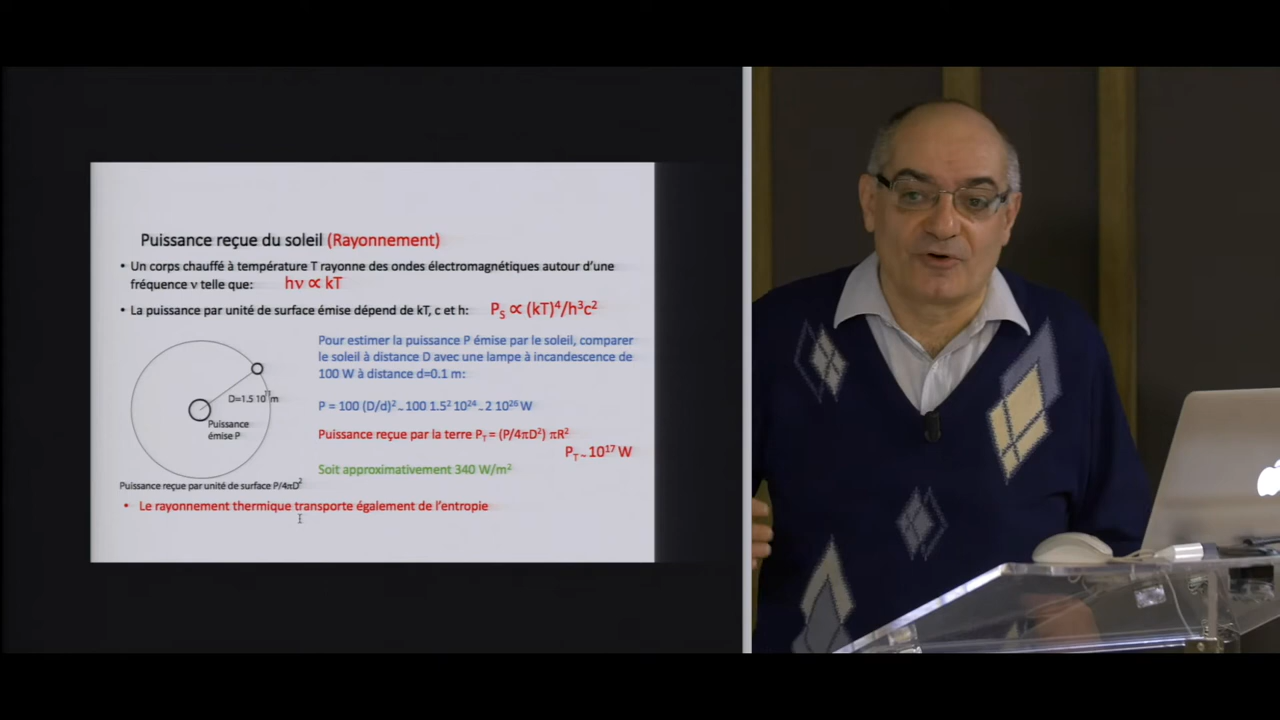 Puissance reçue du soleil (Rayonnement)
• Un corps chauffé à température T rayonne des ondes électromagnétiques autour d'une
fréquence ν telle que: hν ∝ kT
• La puissance par unité de surface émise dépend de kT, c et h: P_S ∝ (kT)⁴/h³c²
Pour estimer la puissance P émise par le soleil, comparer
le soleil à distance D avec une lampe à incandescence de
100 W à distance d=0.1 m:
D=1.5 10¹¹m
Puissance
émise P
P = 100 (D/d)² ~ 100 1.5² 10²⁴ ~ 2 10²⁶ W
Puissance reçue par la terre P_T = (P/4πD²) πR²
P_T ~ 10¹⁷ W
Soit approximativement 340 W/m²
Puissance reçue par unité de surface P/4πD²
• Le rayonnement thermique transporte également de l'entropie